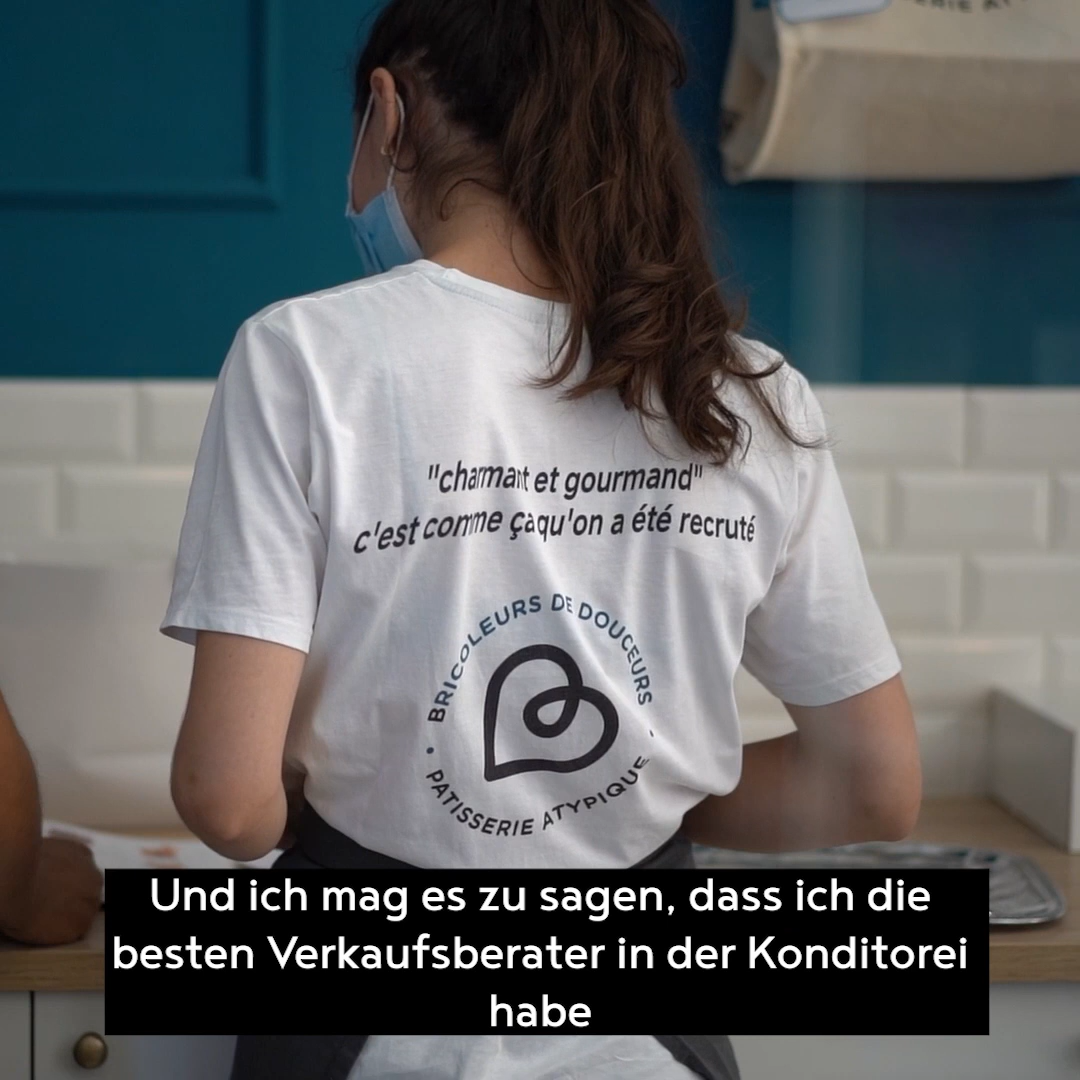 "charmant et gourmand"
c'est comme ça qu'on a été recruté
BRICOLEURS DE DOUCEURS
PATISSERIE ATYPIQUE
Und ich mag es zu sagen, dass ich die
besten Verkaufsberater in der Konditorei
habe